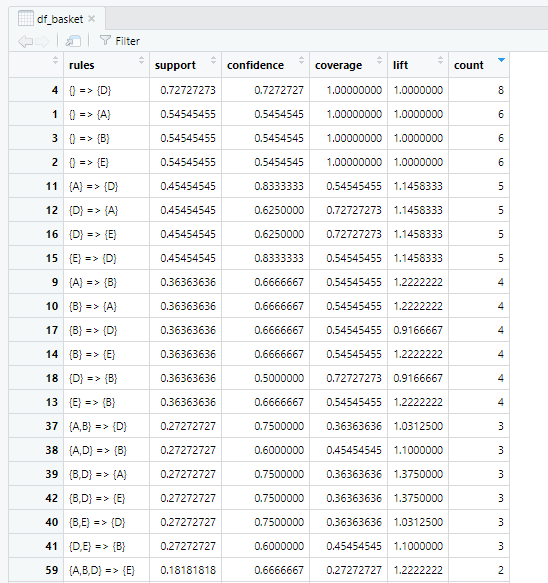 df_basket
Filter
rules support confidence coverage lift count
4 {} => {D} 0.72727273 0.7272727 1.00000000 1.0000000 8
1 {} => {A} 0.54545455 0.5454545 1.00000000 1.0000000 6
3 {} => {B} 0.54545455 0.5454545 1.00000000 1.0000000 6
2 {} => {E} 0.54545455 0.5454545 1.00000000 1.0000000 6
11 {A} => {D} 0.45454545 0.8333333 0.54545455 1.1458333 5
12 {D} => {A} 0.45454545 0.6250000 0.72727273 1.1458333 5
16 {D} => {E} 0.45454545 0.6250000 0.72727273 1.1458333 5
15 {E} => {D} 0.45454545 0.8333333 0.54545455 1.1458333 5
9 {A} => {B} 0.36363636 0.6666667 0.54545455 1.2222222 4
10 {B} => {A} 0.36363636 0.6666667 0.54545455 1.2222222 4
17 {B} => {D} 0.36363636 0.6666667 0.54545455 0.9166667 4
14 {B} => {E} 0.36363636 0.6666667 0.54545455 1.2222222 4
18 {D} => {B} 0.36363636 0.5000000 0.72727273 0.9166667 4
13 {E} => {B} 0.36363636 0.6666667 0.54545455 1.2222222 4
37 {A,B} => {D} 0.27272727 0.7500000 0.36363636 1.0312500 3
38 {A,D} => {B} 0.27272727 0.6000000 0.45454545 1.1000000 3
39 {B,D} => {A} 0.27272727 0.7500000 0.36363636 1.3750000 3
42 {B,D} => {E} 0.27272727 0.7500000 0.36363636 1.3750000 3
40 {B,E} => {D} 0.27272727 0.7500000 0.36363636 1.0312500 3
41 {D,E} => {B} 0.27272727 0.6000000 0.45454545 1.1000000 3
59 {A,B,D} => {E} 0.18181818 0.6666667 0.27272727 1.2222222 2